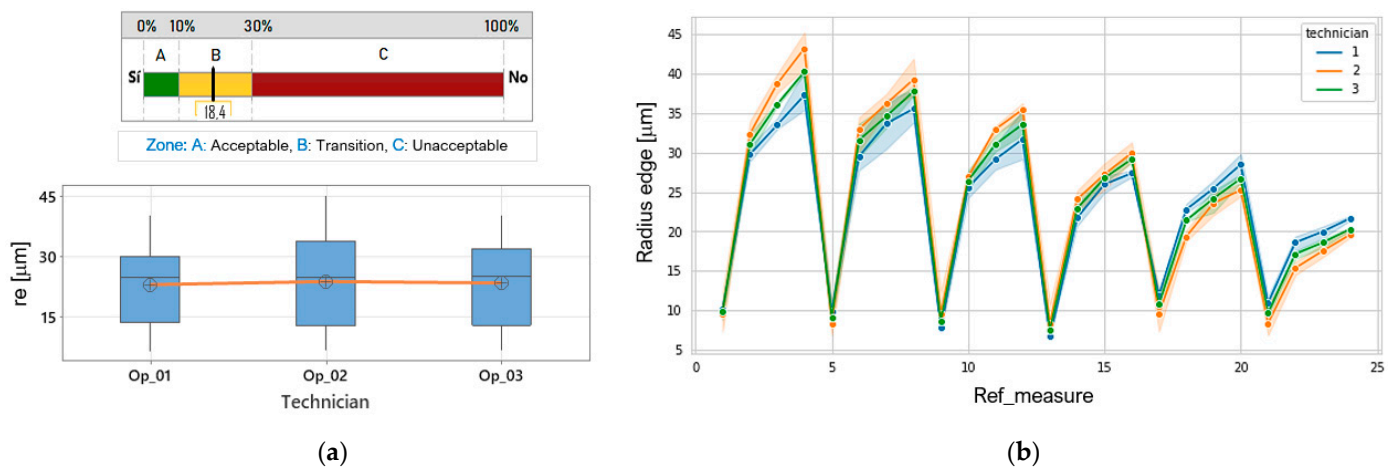 0% 10% 30% 100%
A B C
Sí No
18,4
Zone: A: Acceptable, B: Transition, C: Unacceptable
re [µm]
45
30
15
Op_01 Op_02 Op_03
Technician
(a)
Radius edge [µm]
45
40
35
30
25
20
15
10
5
0 5 10 15 20 25
Ref_measure
technician
1
2
3
(b)